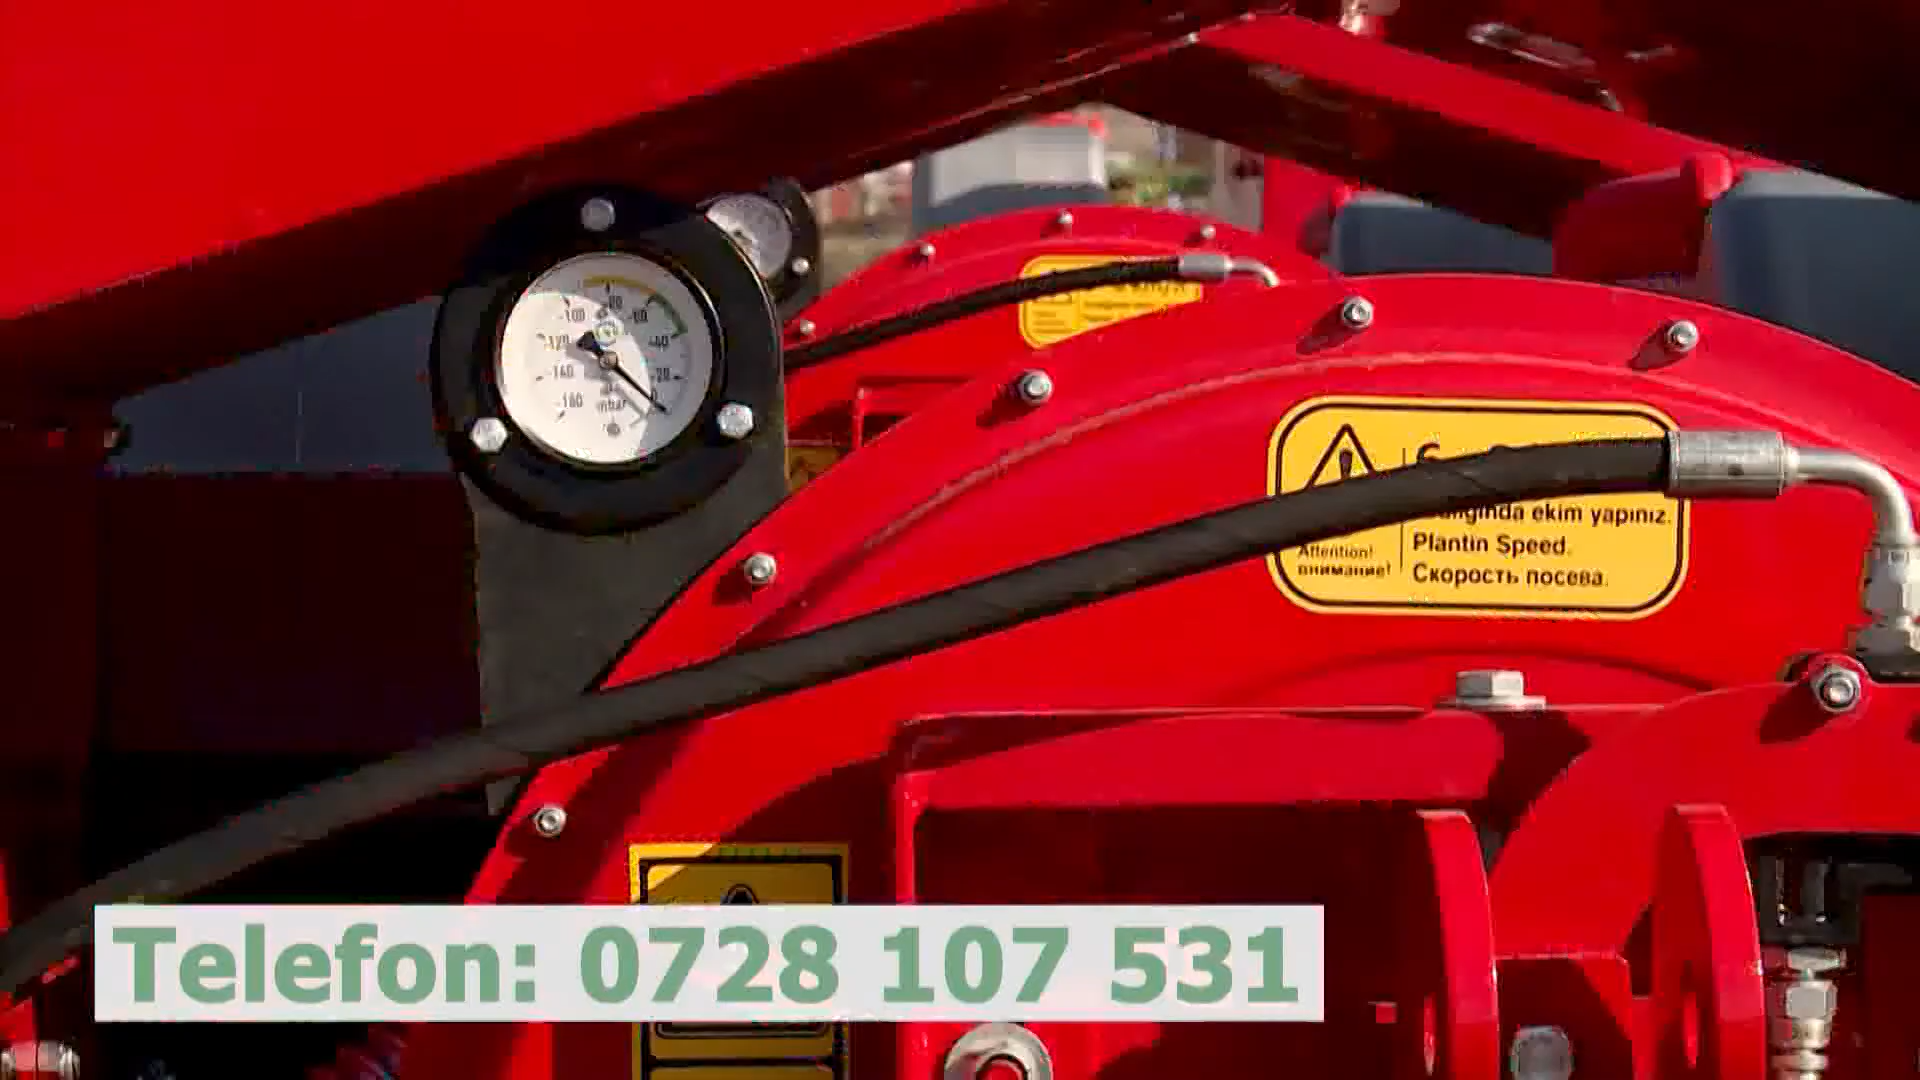 -100
-80
-60
-120
-40
-140
-20
-160
0
mbar
ekim yapınız.
Attention!
Plantin Speed.
внимание!
Скорость посева.
Telefon: 0728 107 531